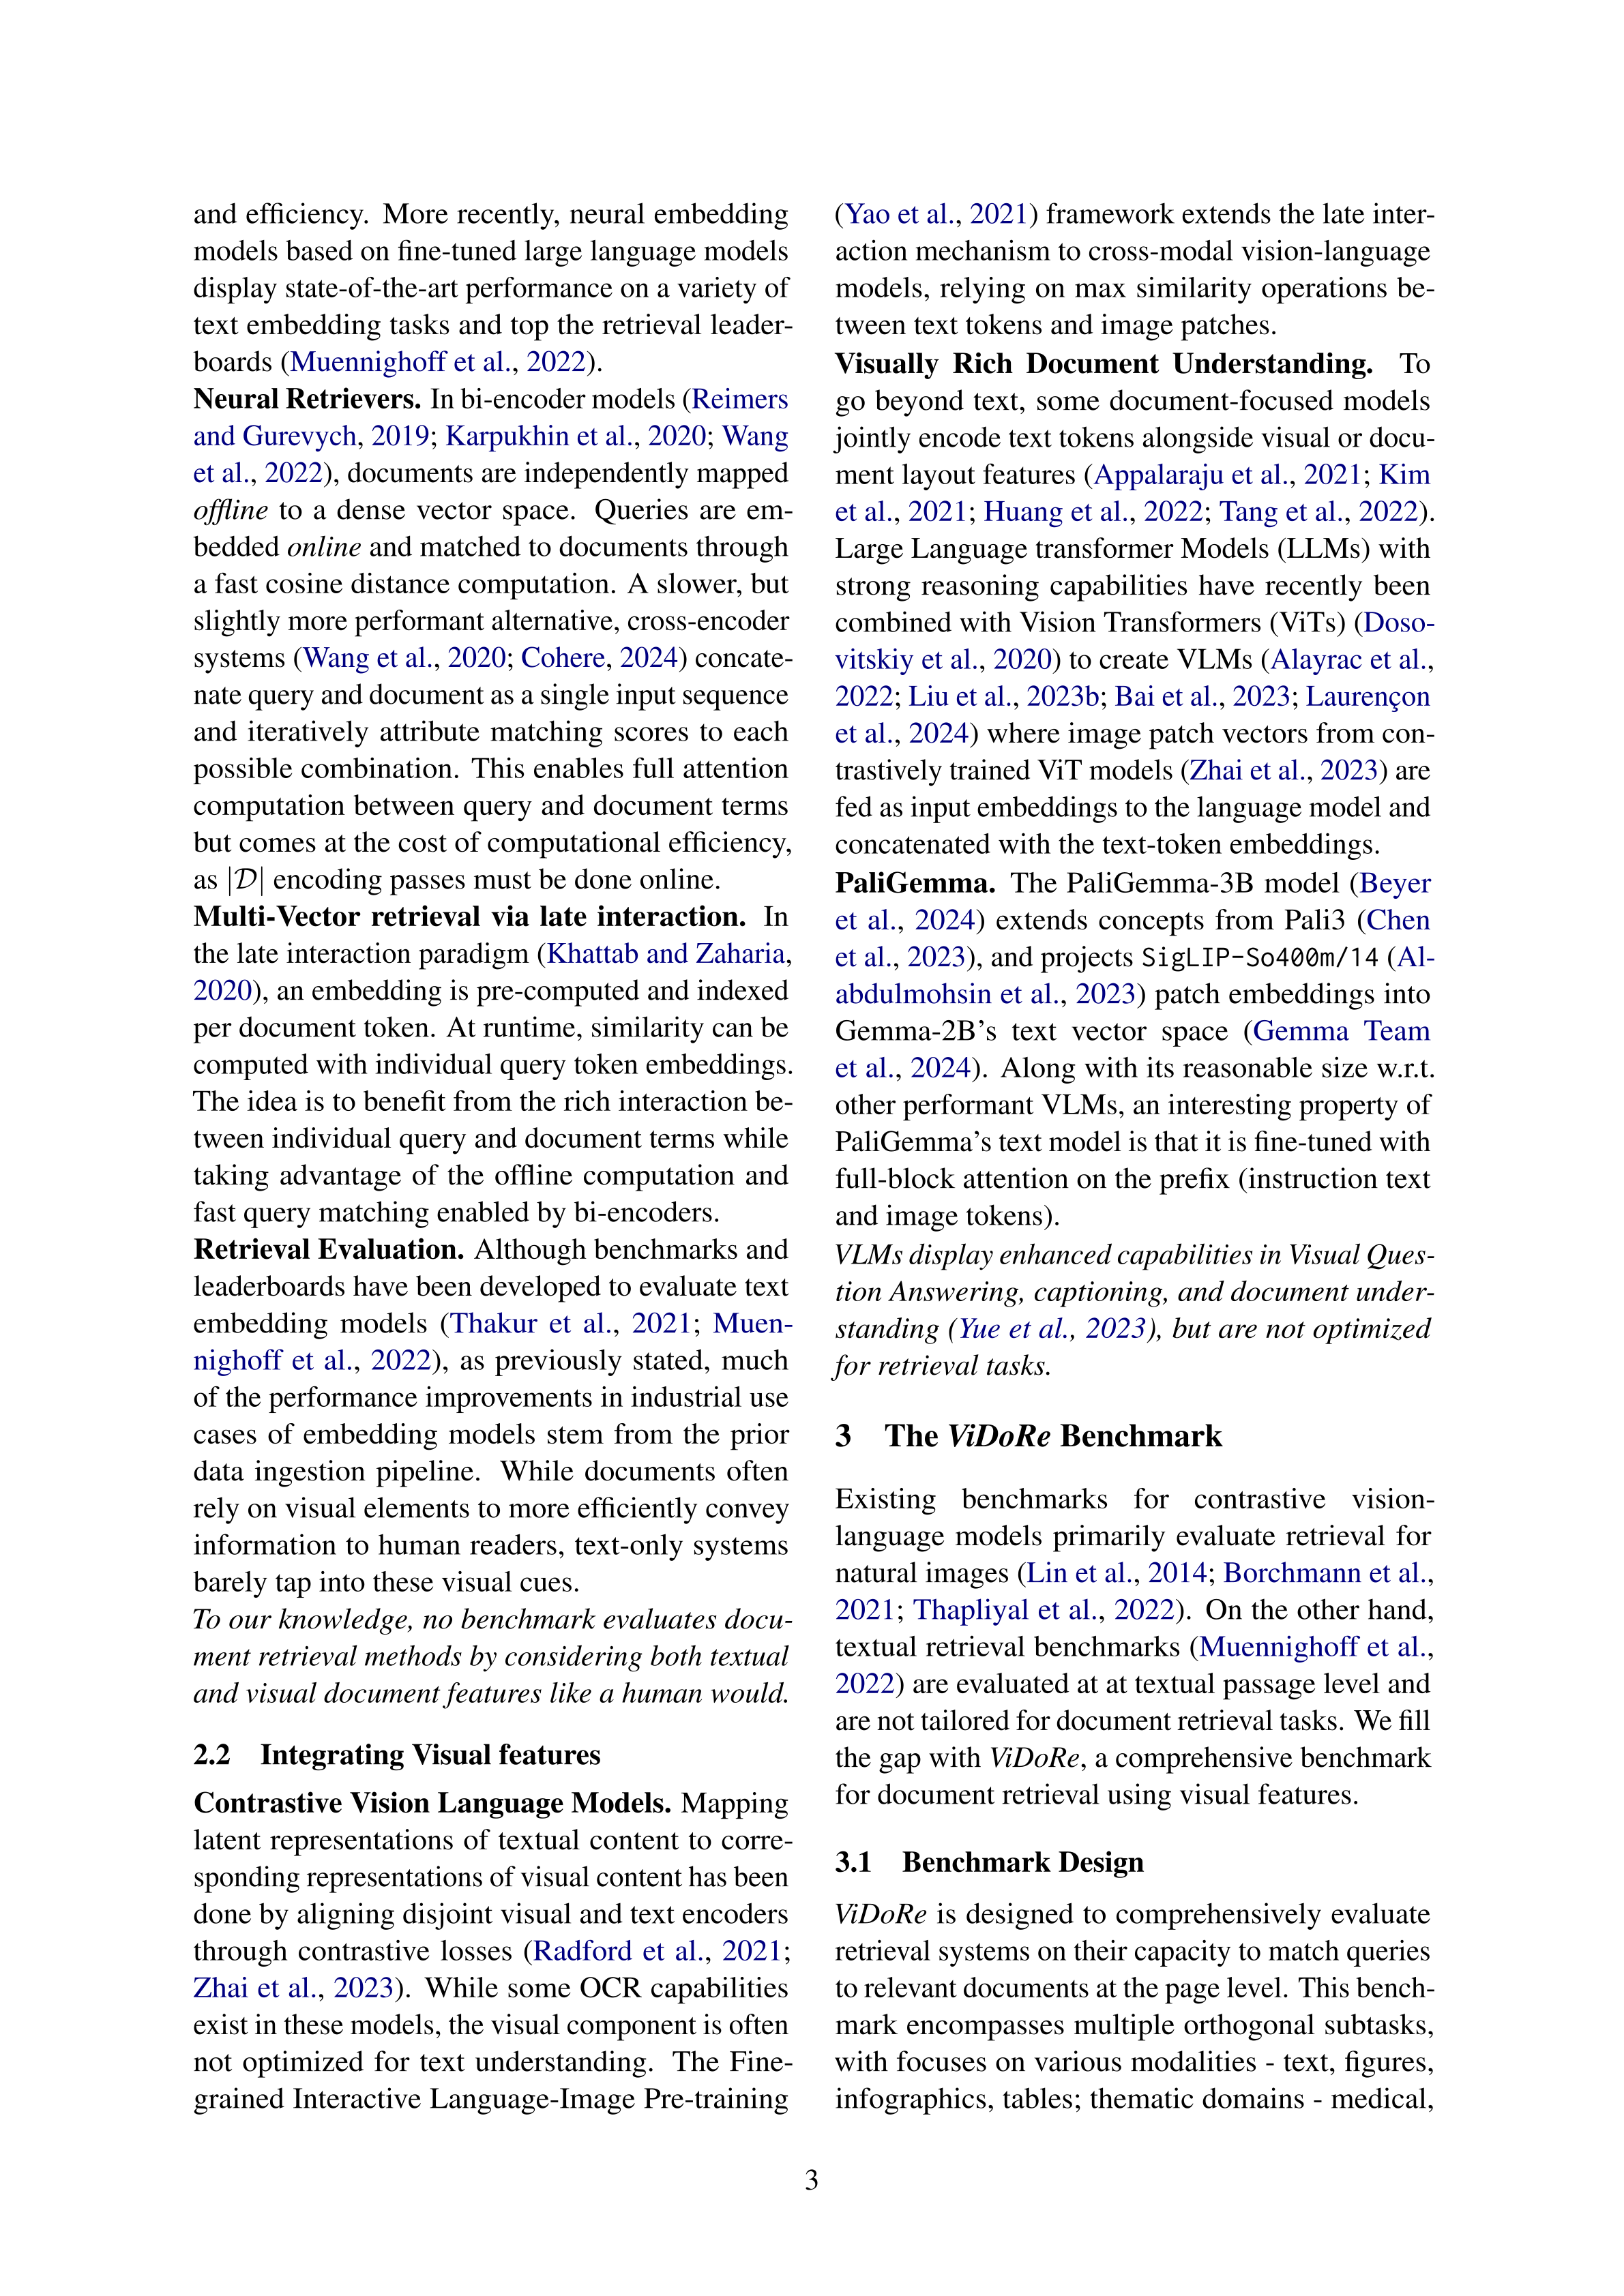 and efficiency. More recently, neural embedding
models based on fine-tuned large language models
display state-of-the-art performance on a variety of
text embedding tasks and top the retrieval leader-
boards (Muennighoff et al., 2022).
Neural Retrievers. In bi-encoder models (Reimers
and Gurevych, 2019; Karpukhin et al., 2020; Wang
et al., 2022), documents are independently mapped
offline to a dense vector space. Queries are em-
bedded online and matched to documents through
a fast cosine distance computation. A slower, but
slightly more performant alternative, cross-encoder
systems (Wang et al., 2020; Cohere, 2024) concate-
nate query and document as a single input sequence
and iteratively attribute matching scores to each
possible combination. This enables full attention
computation between query and document terms
but comes at the cost of computational efficiency,
as |𝒟| encoding passes must be done online.
Multi-Vector retrieval via late interaction. In
the late interaction paradigm (Khattab and Zaharia,
2020), an embedding is pre-computed and indexed
per document token. At runtime, similarity can be
computed with individual query token embeddings.
The idea is to benefit from the rich interaction be-
tween individual query and document terms while
taking advantage of the offline computation and
fast query matching enabled by bi-encoders.
Retrieval Evaluation. Although benchmarks and
leaderboards have been developed to evaluate text
embedding models (Thakur et al., 2021; Muen-
nighoff et al., 2022), as previously stated, much
of the performance improvements in industrial use
cases of embedding models stem from the prior
data ingestion pipeline. While documents often
rely on visual elements to more efficiently convey
information to human readers, text-only systems
barely tap into these visual cues.
To our knowledge, no benchmark evaluates docu-
ment retrieval methods by considering both textual
and visual document features like a human would.
2.2 Integrating Visual features
Contrastive Vision Language Models. Mapping
latent representations of textual content to corre-
sponding representations of visual content has been
done by aligning disjoint visual and text encoders
through contrastive losses (Radford et al., 2021;
Zhai et al., 2023). While some OCR capabilities
exist in these models, the visual component is often
not optimized for text understanding. The Fine-
grained Interactive Language-Image Pre-training
(Yao et al., 2021) framework extends the late inter-
action mechanism to cross-modal vision-language
models, relying on max similarity operations be-
tween text tokens and image patches.
Visually Rich Document Understanding. To
go beyond text, some document-focused models
jointly encode text tokens alongside visual or docu-
ment layout features (Appalaraju et al., 2021; Kim
et al., 2021; Huang et al., 2022; Tang et al., 2022).
Large Language transformer Models (LLMs) with
strong reasoning capabilities have recently been
combined with Vision Transformers (ViTs) (Doso-
vitskiy et al., 2020) to create VLMs (Alayrac et al.,
2022; Liu et al., 2023b; Bai et al., 2023; Laurençon
et al., 2024) where image patch vectors from con-
trastively trained ViT models (Zhai et al., 2023) are
fed as input embeddings to the language model and
concatenated with the text-token embeddings.
PaliGemma. The PaliGemma-3B model (Beyer
et al., 2024) extends concepts from Pali3 (Chen
et al., 2023), and projects SigLIP-So400m/14 (Al-
abdulmohsin et al., 2023) patch embeddings into
Gemma-2B's text vector space (Gemma Team
et al., 2024). Along with its reasonable size w.r.t.
other performant VLMs, an interesting property of
PaliGemma's text model is that it is fine-tuned with
full-block attention on the prefix (instruction text
and image tokens).
VLMs display enhanced capabilities in Visual Ques-
tion Answering, captioning, and document under-
standing (Yue et al., 2023), but are not optimized
for retrieval tasks.
3 The ViDoRe Benchmark
Existing benchmarks for contrastive vision-
language models primarily evaluate retrieval for
natural images (Lin et al., 2014; Borchmann et al.,
2021; Thapliyal et al., 2022). On the other hand,
textual retrieval benchmarks (Muennighoff et al.,
2022) are evaluated at at textual passage level and
are not tailored for document retrieval tasks. We fill
the gap with ViDoRe, a comprehensive benchmark
for document retrieval using visual features.
3.1 Benchmark Design
ViDoRe is designed to comprehensively evaluate
retrieval systems on their capacity to match queries
to relevant documents at the page level. This bench-
mark encompasses multiple orthogonal subtasks,
with focuses on various modalities - text, figures,
infographics, tables; thematic domains - medical,
3